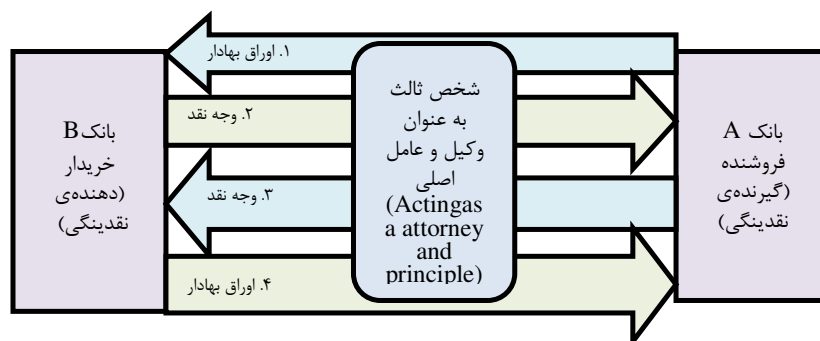 ۱. اوراق بهادار
۲. وجه نقد
۳. وجه نقد
۴. اوراق بهادار
بانک A
فروشنده
(گیرنده‌ی
نقدینگی)
شخص ثالث
به عنوان
وکیل و عامل
اصلی
(Actingas
a attorney
and
principle)
بانکB
خریدار
(دهنده‌ی
نقدینگی)